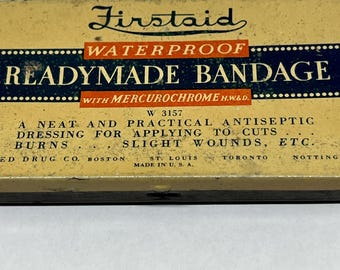 Firstaid
WATERPROOF
READYMADE BANDAGE
WITH MERCUROCHROME H.W.&D.
W 3157
A NEAT AND PRACTICAL ANTISEPTIC
DRESSING FOR APPLYING TO CUTS . . .
BURNS . . . SLIGHT WOUNDS, ETC.
ED DRUG CO. BOSTON ST. LOUIS TORONTO NOTTING
MADE IN U.S.A.